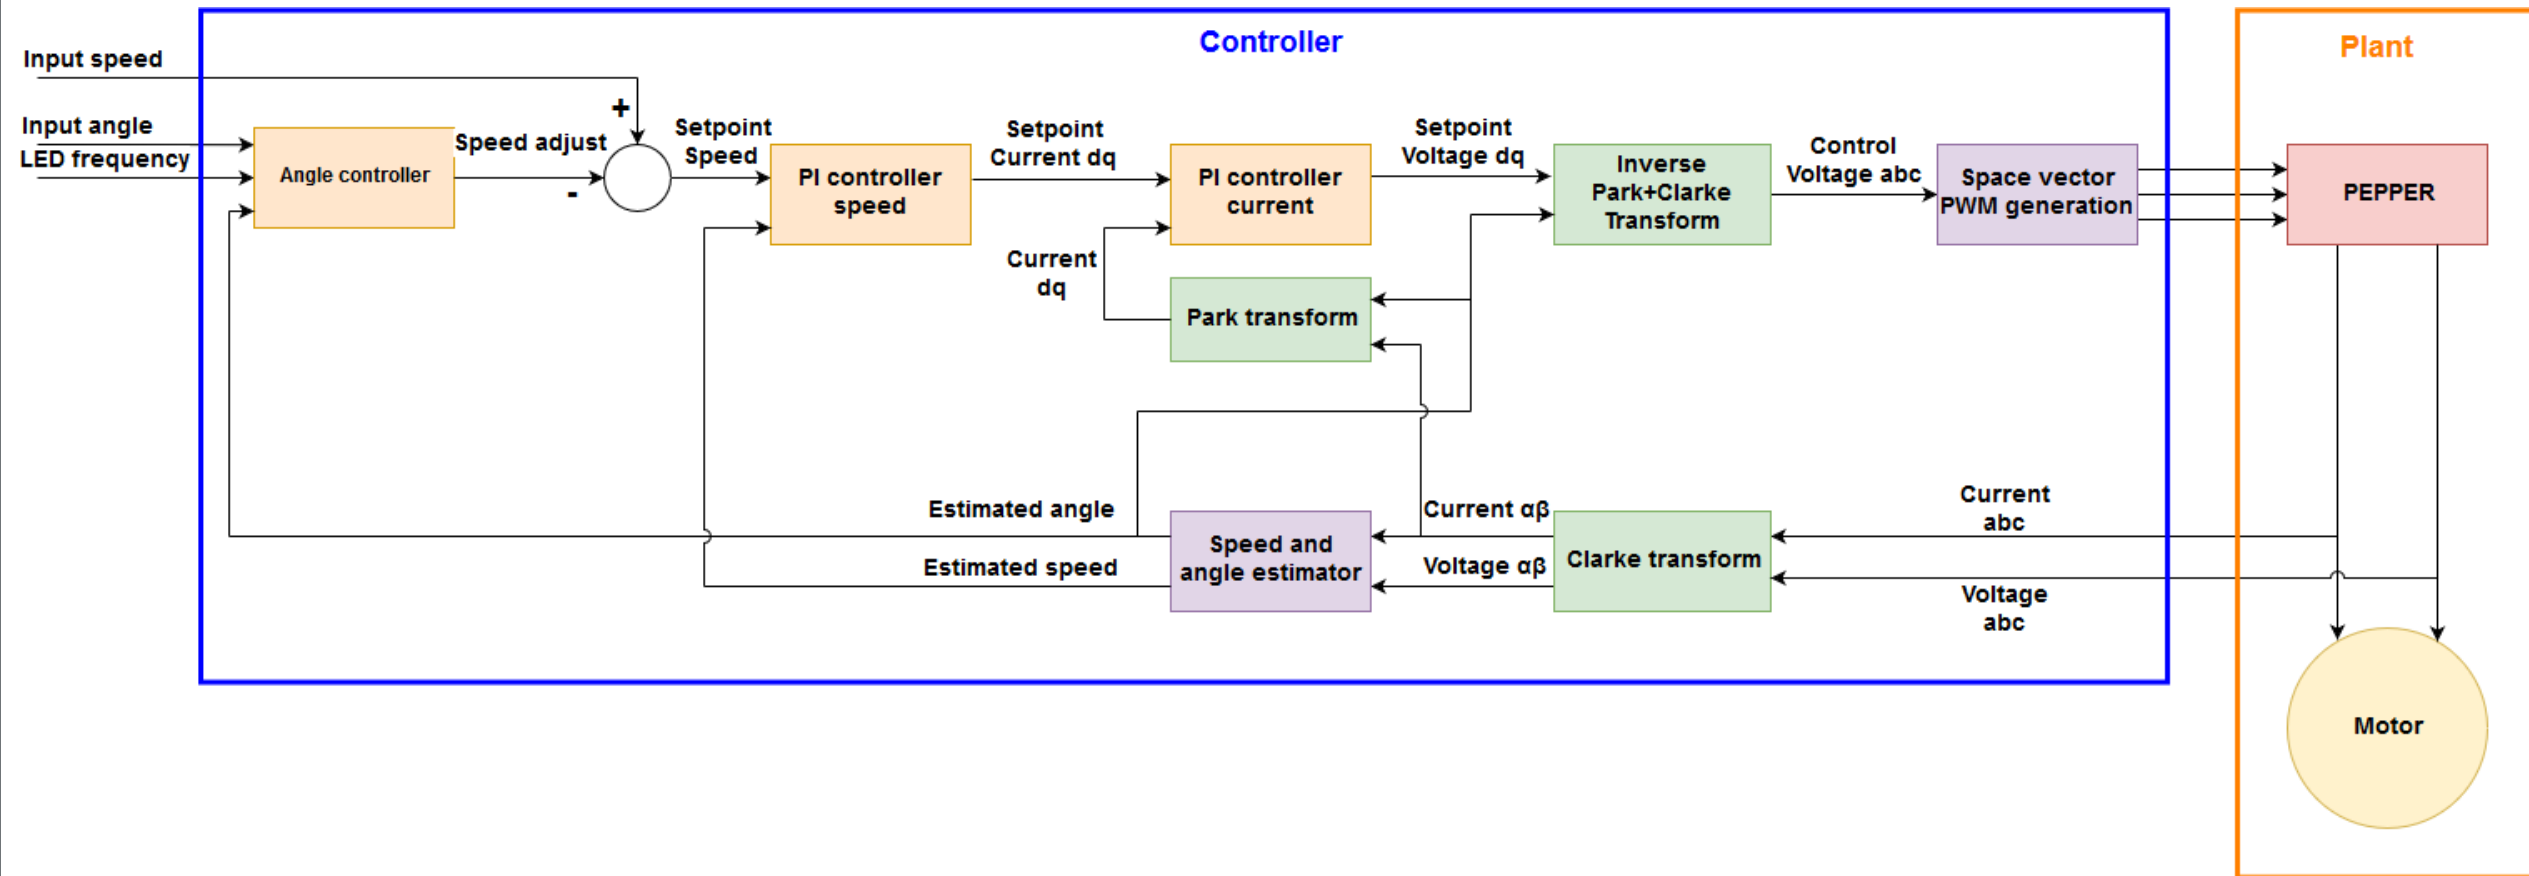 Controller
Plant
Input speed
+
Input angle
LED frequency
Angle controller
Speed adjust
-
Setpoint
Speed
PI controller
speed
Setpoint
Current dq
PI controller
current
Setpoint
Voltage dq
Inverse
Park+Clarke
Transform
Control
Voltage abc
Space vector
PWM generation
PEPPER
Current
dq
Park transform
Estimated angle
Estimated speed
Speed and
angle estimator
Current αβ
Voltage αβ
Clarke transform
Current
abc
Voltage
abc
Motor